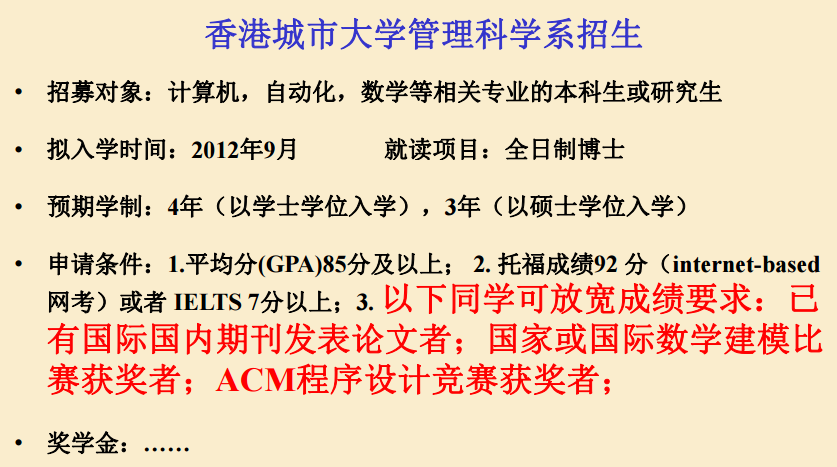 香港城市大学管理科学系招生
• 招募对象：计算机，自动化，数学等相关专业的本科生或研究生
• 拟入学时间：2012年9月 就读项目：全日制博士
• 预期学制：4年（以学士学位入学），3年（以硕士学位入学）
• 申请条件：1.平均分(GPA)85分及以上； 2. 托福成绩92 分（internet-based
网考）或者 IELTS 7分以上；3. 以下同学可放宽成绩要求：已
有国际国内期刊发表论文者；国家或国际数学建模比
赛获奖者；ACM程序设计竞赛获奖者；
• 奖学金：……